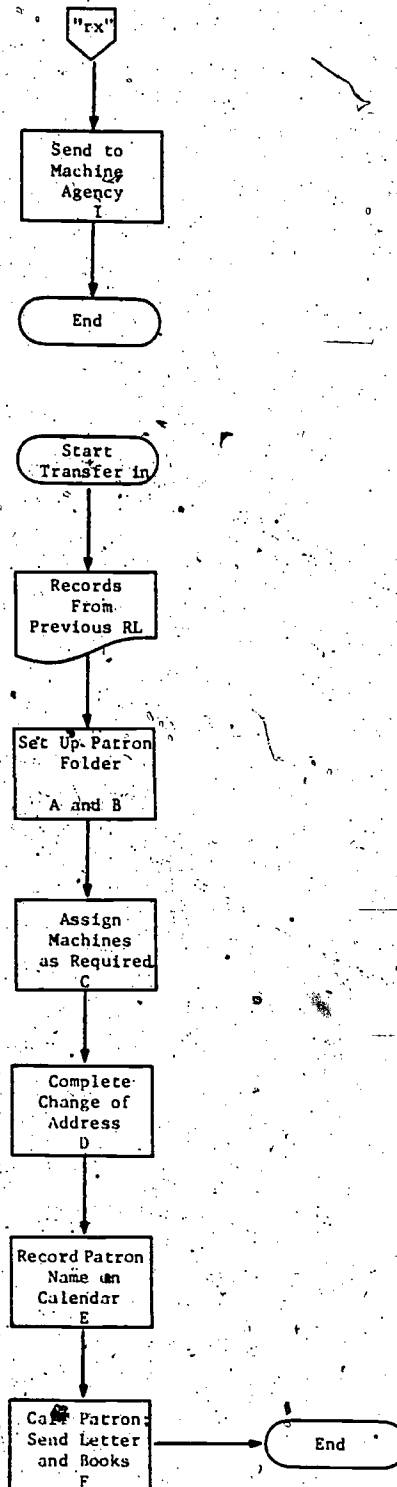 "rx"
Send to
Machine
Agency
I
End
Start
Transfer in
Records
From
Previous RL
Set Up Patron
Folder
A and B
Assign
Machines
as Required
C
Complete
Change of
Address
D
Record Patron
Name on
Calendar
E
Call Patron;
Send Letter
and Books
F
End